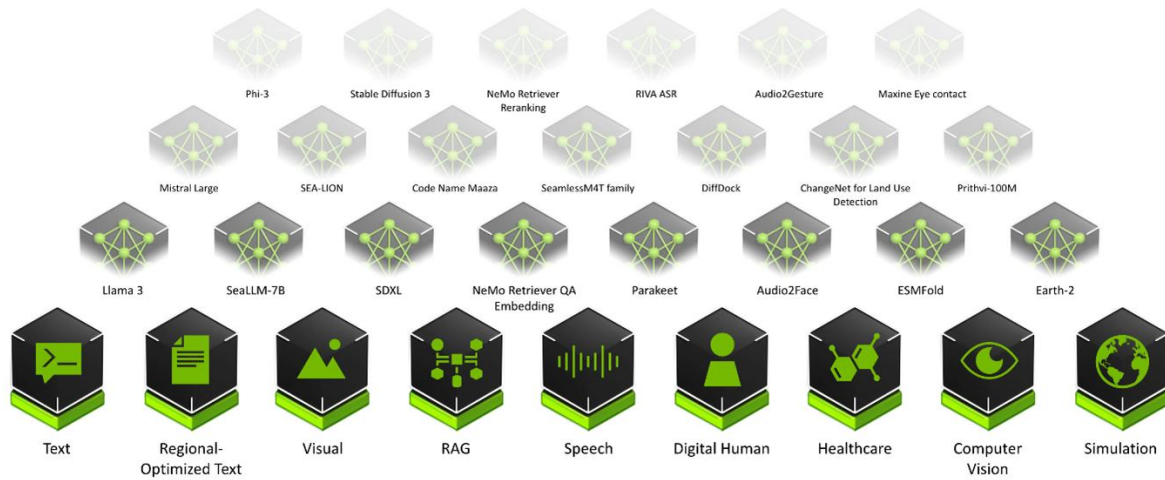 Phi-3
Stable Diffusion 3
NeMo Retriever
Reranking
RIVA ASR
Audio2Gesture
Maxine Eye contact
Mistral Large
SEA-LION
Code Name Maaza
SeamlessM4T family
DiffDock
ChangeNet for Land Use
Detection
Prithvi-100M
Llama 3
SeaLLM-7B
SDXL
NeMo Retriever QA
Embedding
Parakeet
Audio2Face
ESMFold
Earth-2
Text
Regional-
Optimized Text
Visual
RAG
Speech
Digital Human
Healthcare
Computer
Vision
Simulation